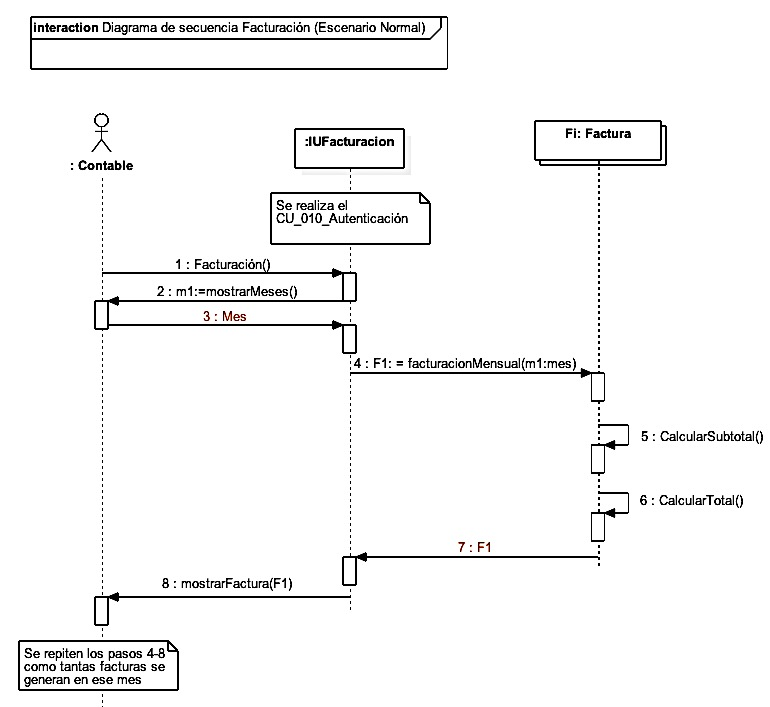 interaction Diagrama de secuencia Facturación (Escenario Normal)
: Contable
:IUFacturacion
Fi: Factura
Se realiza el
CU_010_Autenticación
1 : Facturación()
2 : m1:=mostrarMeses()
3 : Mes
4 : F1: = facturacionMensual(m1:mes)
5 : CalcularSubtotal()
6 : CalcularTotal()
7 : F1
8 : mostrarFactura(F1)
Se repiten los pasos 4-8
como tantas facturas se
generan en ese mes